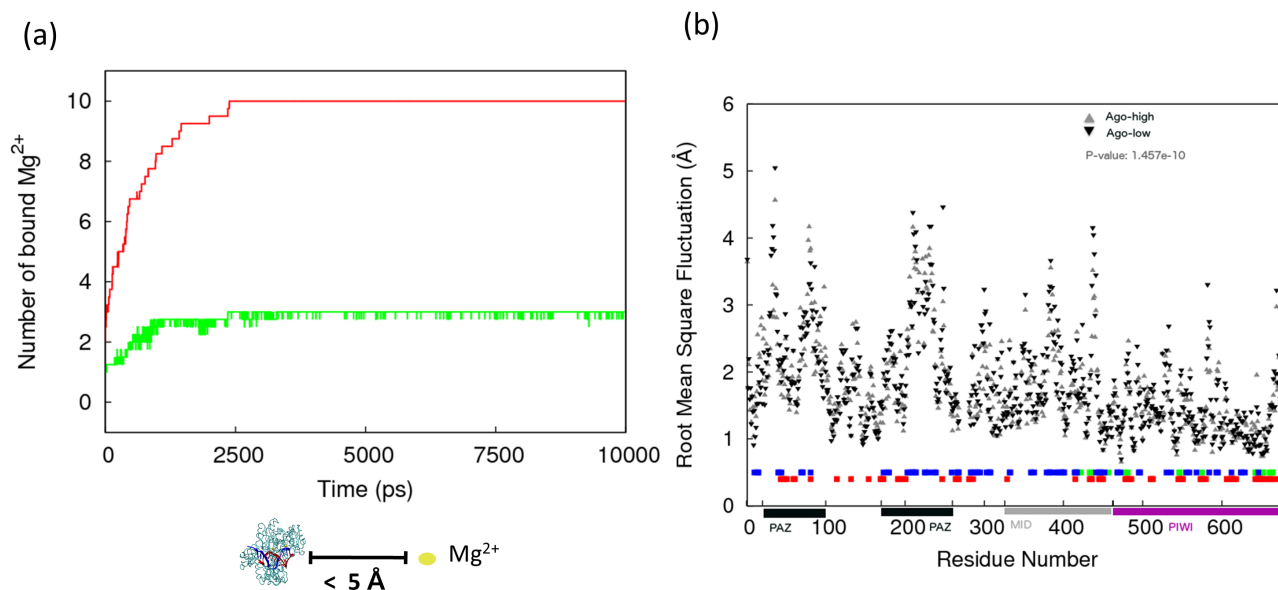 (a)
Number of bound Mg2+
10
8
6
4
2
0
0 2500 5000 7500 10000
Time (ps)
< 5 Å
Mg2+
(b)
Root Mean Square Fluctuation (Å)
6
5
4
3
2
1
0
Ago-high
Ago-low
P-value: 1.457e-10
0 100 200 300 400 500 600
PAZ PAZ MID PIWI
Residue Number